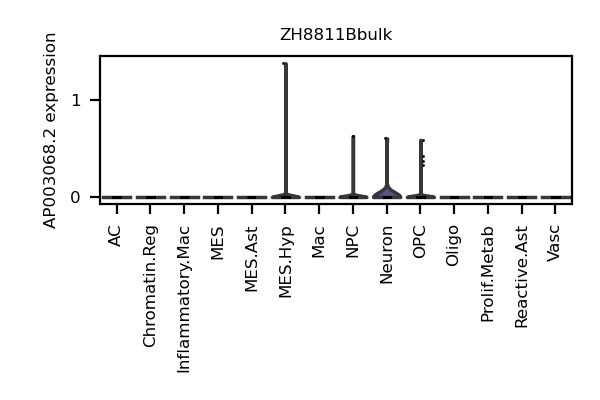 ZH8811Bbulk
AP003068.2 expression
1
0
AC
Chromatin.Reg
Inflammatory.Mac
MES
MES.Ast
MES.Hyp
Mac
NPC
Neuron
OPC
Oligo
Prolif.Metab
Reactive.Ast
Vasc